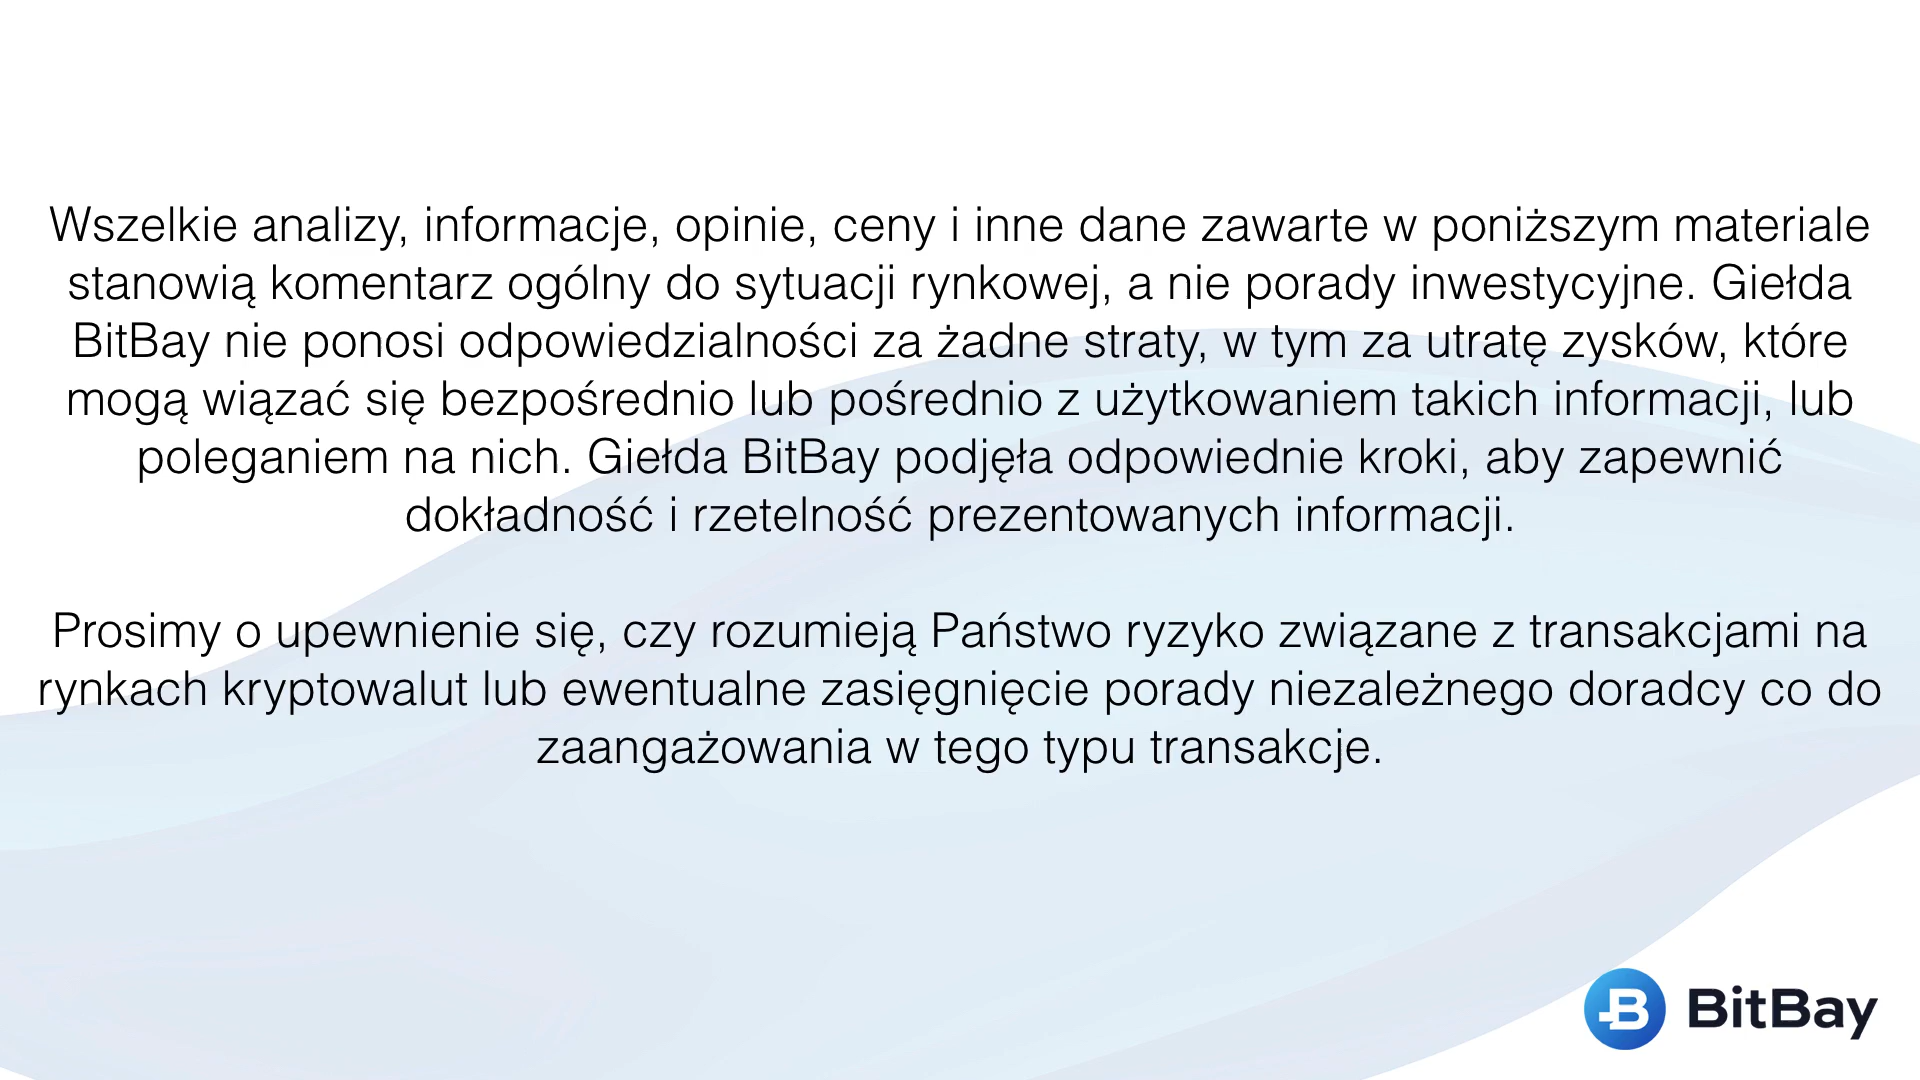 Wszelkie analizy, informacje, opinie, ceny i inne dane zawarte w poniższym materiale
stanowią komentarz ogólny do sytuacji rynkowej, a nie porady inwestycyjne. Giełda
BitBay nie ponosi odpowiedzialności za żadne straty, w tym za utratę zysków, które
mogą wiązać się bezpośrednio lub pośrednio z użytkowaniem takich informacji, lub
poleganiem na nich. Giełda BitBay podjęła odpowiednie kroki, aby zapewnić
dokładność i rzetelność prezentowanych informacji.
Prosimy o upewnienie się, czy rozumieją Państwo ryzyko związane z transakcjami na
rynkach kryptowalut lub ewentualne zasięgnięcie porady niezależnego doradcy co do
zaangażowania w tego typu transakcje.
BitBay